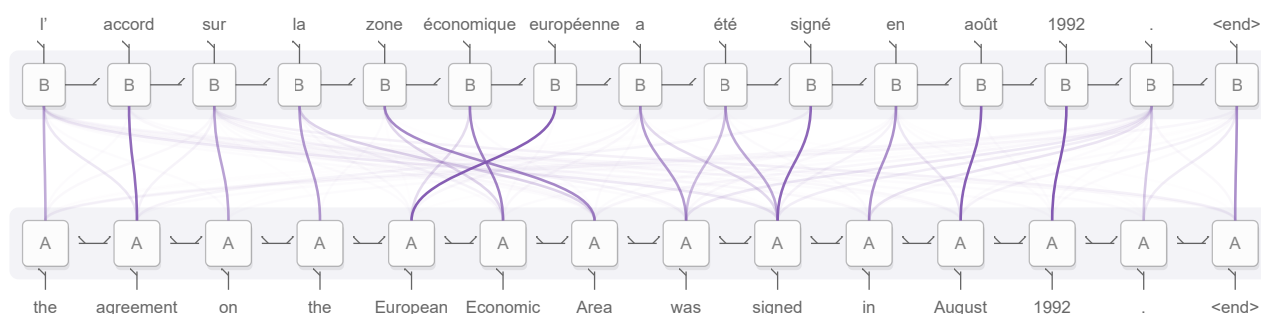 l' accord sur la zone économique européenne a été signé en août 1992 . <end>
B B B B B B B B B B B B B B B
A A A A A A A A A A A A A A
the agreement on the European Economic Area was signed in August 1992 . <end>